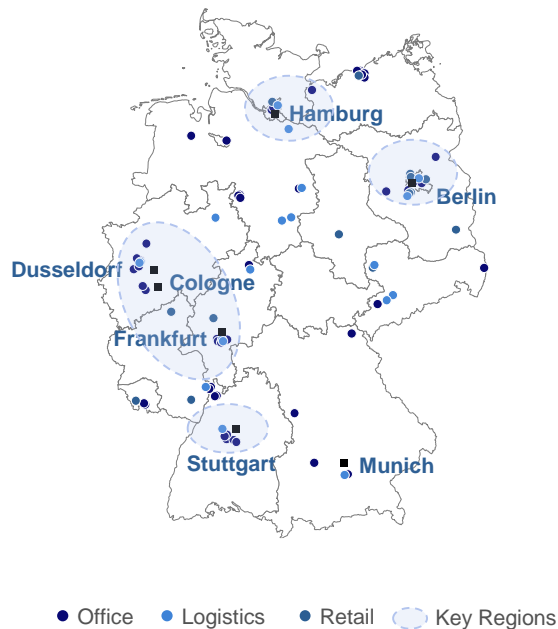 Hamburg
Berlin
Dusseldorf
Cologne
Frankfurt
Stuttgart
Munich
Office
Logistics
Retail
Key Regions